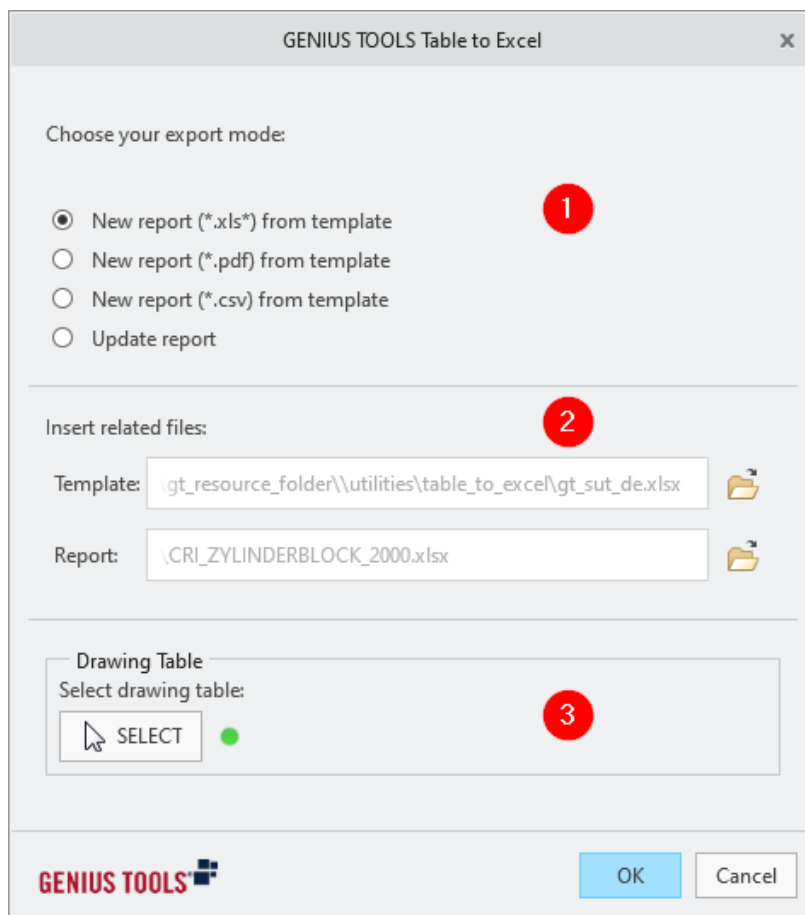 GENIUS TOOLS Table to Excel x
Choose your export mode:
1
New report (*.xls*) from template
New report (*.pdf) from template
New report (*.csv) from template
Update report
2
Insert related files:
Template: \gt_resource_folder\\utilities\table_to_excel\gt_sut_de.xlsx
Report: \CRI_ZYLINDERBLOCK_2000.xlsx
Drawing Table
Select drawing table:
SELECT
3
GENIUS TOOLS
OK Cancel